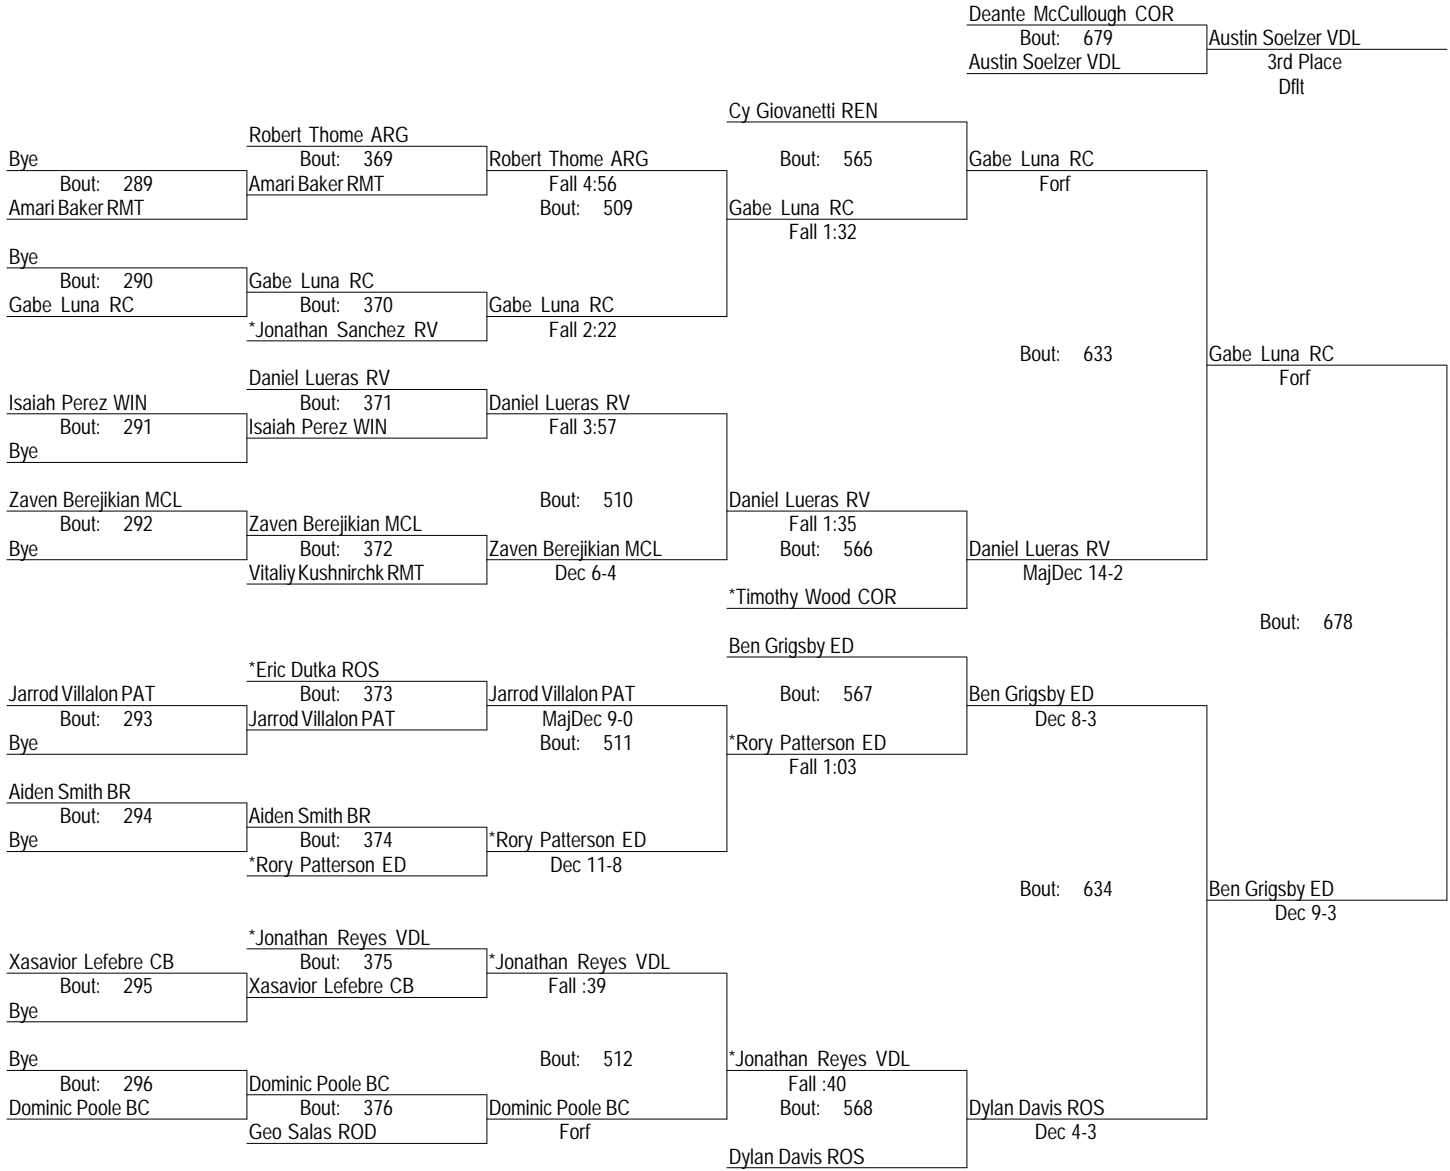 Deante McCullough COR
Bout: 679
Austin Soelzer VDL
Austin Soelzer VDL
3rd Place
Dflt
Cy Giovanetti REN
Robert Thome ARG
Bye
Bout: 369
Robert Thome ARG
Bout: 565
Gabe Luna RC
Bout: 289
Amari Baker RMT
Fall 4:56
Forf
Amari Baker RMT
Bout: 509
Gabe Luna RC
Fall 1:32
Bye
Bout: 290
Gabe Luna RC
Gabe Luna RC
Bout: 370
Gabe Luna RC
*Jonathan Sanchez RV
Fall 2:22
Bout: 633
Gabe Luna RC
Daniel Lueras RV
Forf
Isaiah Perez WIN
Bout: 371
Daniel Lueras RV
Bout: 291
Isaiah Perez WIN
Fall 3:57
Bye
Zaven Berejikian MCL
Bout: 510
Daniel Lueras RV
Bout: 292
Zaven Berejikian MCL
Fall 1:35
Bye
Bout: 372
Zaven Berejikian MCL
Bout: 566
Daniel Lueras RV
Vitaliy Kushnirchk RMT
Dec 6-4
MajDec 14-2
*Timothy Wood COR
Bout: 678
Ben Grigsby ED
*Eric Dutka ROS
Jarrod Villalon PAT
Bout: 373
Jarrod Villalon PAT
Bout: 567
Ben Grigsby ED
Bout: 293
Jarrod Villalon PAT
MajDec 9-0
Dec 8-3
Bye
Bout: 511
*Rory Patterson ED
Fall 1:03
Aiden Smith BR
Bout: 294
Aiden Smith BR
Bye
Bout: 374
*Rory Patterson ED
*Rory Patterson ED
Dec 11-8
Bout: 634
Ben Grigsby ED
Dec 9-3
*Jonathan Reyes VDL
Xasavior Lefebre CB
Bout: 375
*Jonathan Reyes VDL
Bout: 295
Xasavior Lefebre CB
Fall :39
Bye
Bye
Bout: 512
*Jonathan Reyes VDL
Bout: 296
Dominic Poole BC
Fall :40
Dominic Poole BC
Bout: 376
Dominic Poole BC
Bout: 568
Dylan Davis ROS
Geo Salas ROD
Forf
Dec 4-3
Dylan Davis ROS